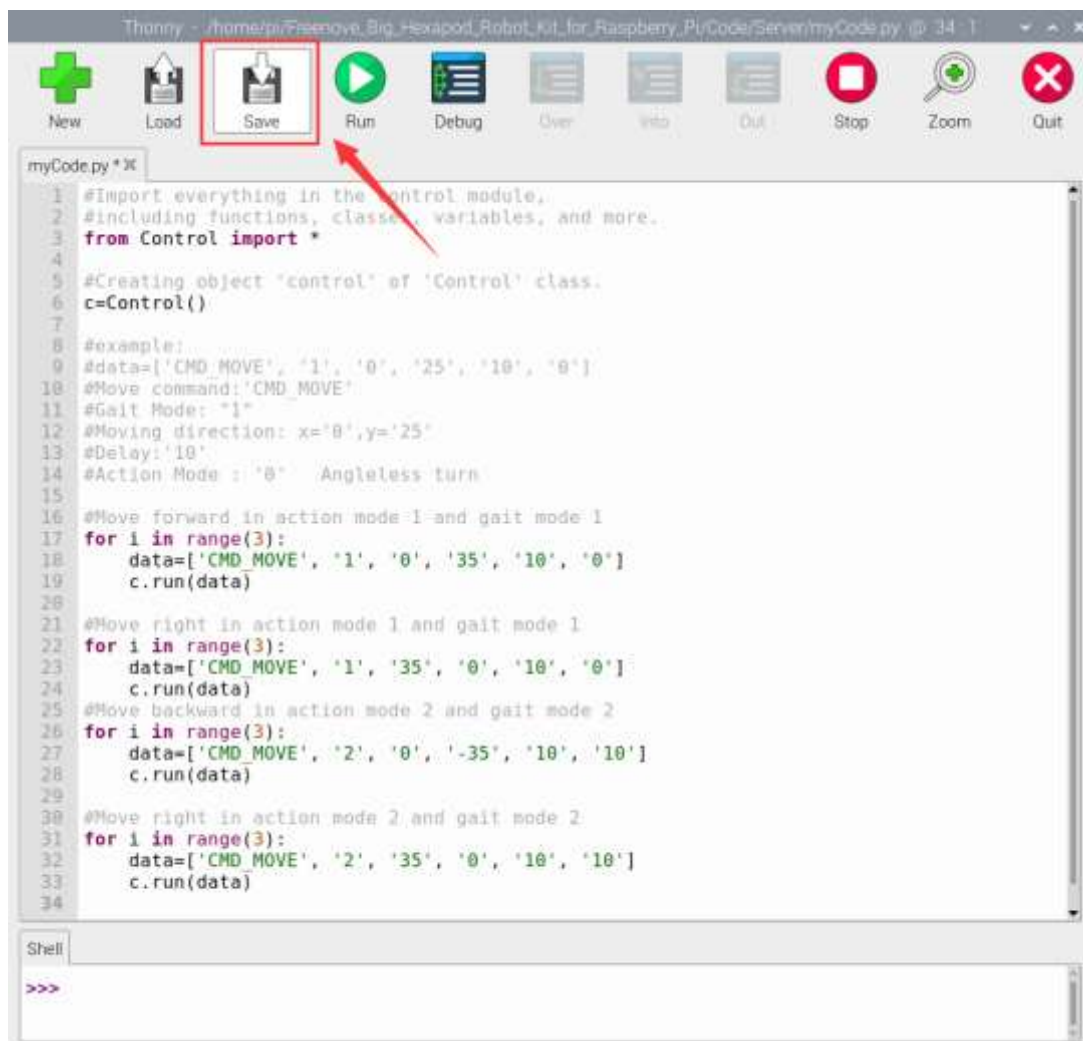 Thonny - /home/pi/Freenove_Big_Hexapod_Robot_Kit_for_Raspberry_Pi/Code/Server/myCode.py @ 34 : 1
New Load Save Run Debug Over Into Out Stop Zoom Quit
myCode.py *
1 #Import everything in the control module,
2 #including functions, classes, variables, and more.
3 from Control import *
4
5 #Creating object 'control' of 'Control' class.
6 c=Control()
7
8 #example:
9 #data=['CMD_MOVE', '1', '0', '25', '10', '0']
10 #Move command:'CMD_MOVE'
11 #Gait Mode: "1"
12 #Moving direction: x='0',y='25'
13 #Delay:'10'
14 #Action Mode : '0'   Angleless turn
15
16 #Move forward in action mode 1 and gait mode 1
17 for i in range(3):
18     data=['CMD_MOVE', '1', '0', '35', '10', '0']
19     c.run(data)
20
21 #Move right in action mode 1 and gait mode 1
22 for i in range(3):
23     data=['CMD_MOVE', '1', '35', '0', '10', '0']
24     c.run(data)
25 #Move backward in action mode 2 and gait mode 2
26 for i in range(3):
27     data=['CMD_MOVE', '2', '0', '-35', '10', '10']
28     c.run(data)
29
30 #Move right in action mode 2 and gait mode 2
31 for i in range(3):
32     data=['CMD_MOVE', '2', '35', '0', '10', '10']
33     c.run(data)
34
Shell
>>>